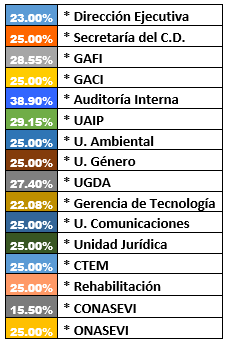 23.00% * Dirección Ejecutiva
25.00% * Secretaría del C.D.
28.55% * GAFI
25.00% * GACI
38.90% * Auditoría Interna
29.15% * UAIP
25.00% * U. Ambiental
25.00% * U. Género
27.40% * UGDA
22.08% * Gerencia de Tecnología
25.00% * U. Comunicaciones
25.00% * Unidad Jurídica
25.00% * CTEM
25.00% * Rehabilitación
15.50% * CONASEVI
25.00% * ONASEVI